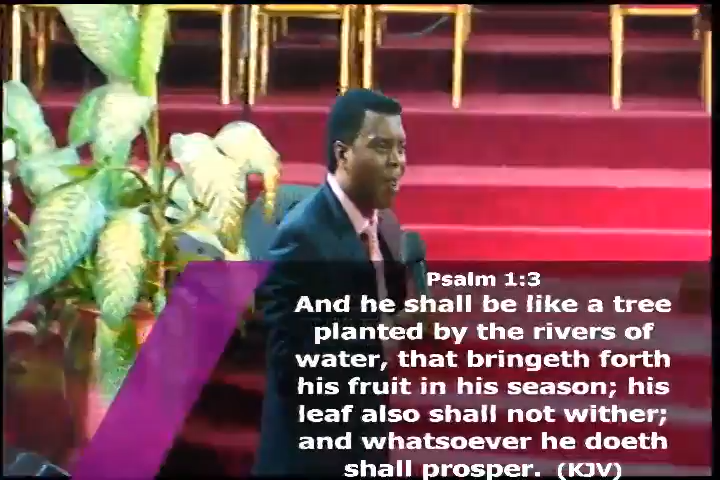 Psalm 1:3
And he shall be like a tree
planted by the rivers of
water, that bringeth forth
his fruit in his season; his
leaf also shall not wither;
and whatsoever he doeth
shall prosper. (KJV)